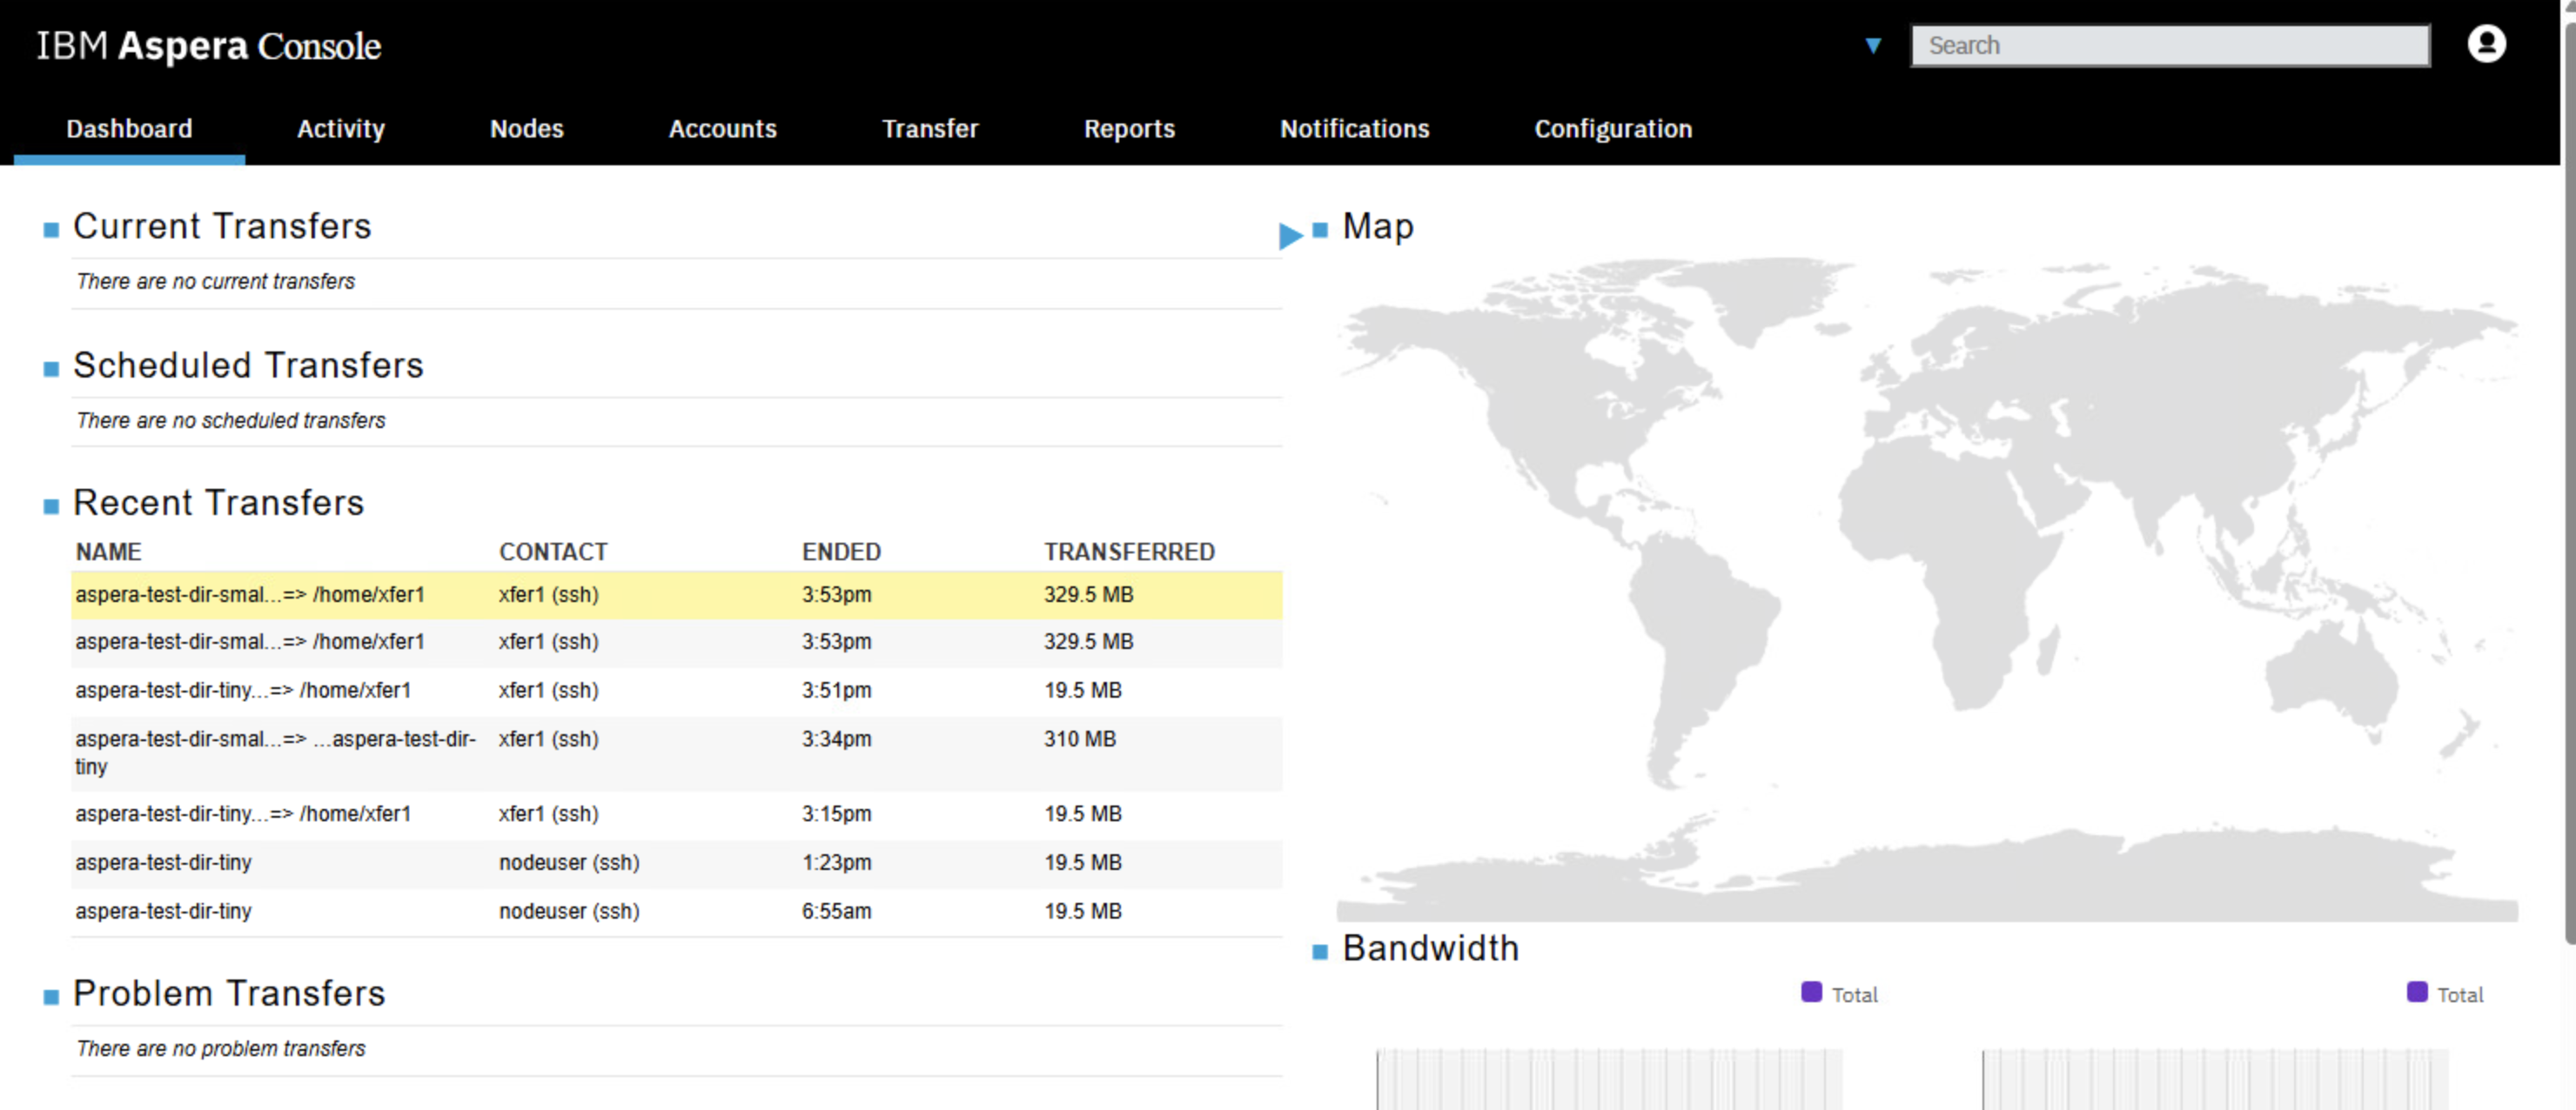 IBM Aspera Console
Search
Dashboard Activity Nodes Accounts Transfer Reports Notifications Configuration
Current Transfers
There are no current transfers
Scheduled Transfers
There are no scheduled transfers
Recent Transfers
NAME CONTACT ENDED TRANSFERRED
aspera-test-dir-smal...=> /home/xfer1 xfer1 (ssh) 3:53pm 329.5 MB
aspera-test-dir-smal...=> /home/xfer1 xfer1 (ssh) 3:53pm 329.5 MB
aspera-test-dir-tiny...=> /home/xfer1 xfer1 (ssh) 3:51pm 19.5 MB
aspera-test-dir-smal...=> ...aspera-test-dir- xfer1 (ssh) 3:34pm 310 MB
tiny
aspera-test-dir-tiny...=> /home/xfer1 xfer1 (ssh) 3:15pm 19.5 MB
aspera-test-dir-tiny nodeuser (ssh) 1:23pm 19.5 MB
aspera-test-dir-tiny nodeuser (ssh) 6:55am 19.5 MB
Problem Transfers
There are no problem transfers
Map
Bandwidth
Total
Total